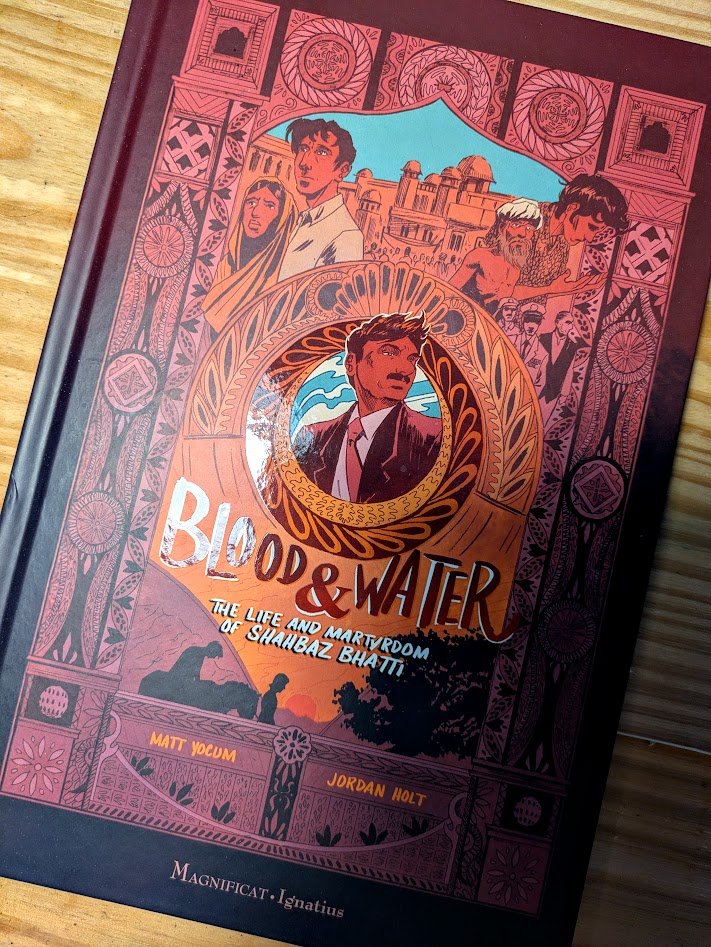 BLOOD & WATER
THE LIFE AND MARTYRDOM
OF SHAHBAZ BHATTI
MATT YOCUM
JORDAN HOLT
MAGNIFICAT • Ignatius